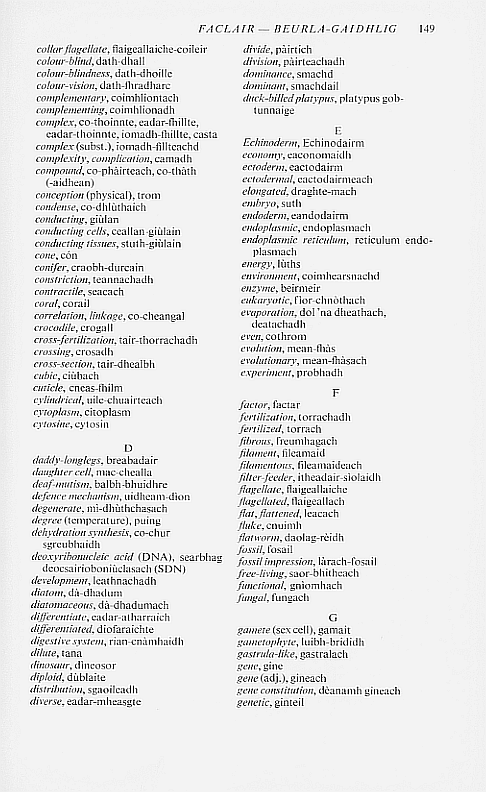 FACLAIR — BEURLA-GAIDHLIG 149
collar flagellate, flaigeallaiche-coileir
colour-blind, dath-dhall
colour-blindness, dath-dhoille
colour-vision, dath-fhradharc
complementary, coimhliontach
complementing, coimhlionadh
complex, co-thoinnte, eadar-fhillte,
eadar-thoinnte, iomadh-fhillte, casta
complex (subst.), iomadh-fillteachd
complexity, complication, camadh
compound, co-phàirteach, co-thàth
(-aidhean)
conception (physical), trom
condense, co-dhlùthaich
conducting, giùlan
conducting cells, ceallan-giùlain
conducting tissues, stuth-giùlain
cone, còn
conifer, craobh-durcain
constriction, teannachadh
contractile, seacach
coral, corail
correlation, linkage, co-cheangal
crocodile, crogall
cross-fertilization, tair-thorrachadh
crossing, crosadh
cross-section, tair-dhealbh
cubic, ciùbach
cuticle, cneas-fhilm
cylindrical, uile-chuairteach
cytoplasm, citoplasm
cytosine, cytosin
D
daddy-longlegs, breabadair
daughter cell, mac-chealla
deaf-mutism, balbh-bhuidhre
defence mechanism, uidheam-dion
degenerate, mì-dhùthchasach
degree (temperature), puing
dehydration synthesis, co-chur
sgreubhaidh
deoxyribonucleic acid (DNA), searbhag
deocsairioboniùclasach (SDN)
development, leathnachadh
diatom, dà-dhadum
diatomaceous, dà-dhadumach
differentiate, eadar-atharraich
differentiated, diofaraichte
digestive system, rian-cnàmhaidh
dilute, tana
dinosaur, dineosor
diploid, dùblaite
distribution, sgaoileadh
diverse, eadar-mheasgte
divide, pàirtich
division, pàirteachadh
dominance, smachd
dominant, smachdail
duck-billed platypus, platypus gob-
tunnaige
E
Echinoderm, Echinodairm
economy, eaconomaidh
ectoderm, eactodairm
ectodermal, eactodairmeach
elongated, draghte-mach
embryo, suth
endoderm, eandodairm
endoplasmic, endoplasmach
endoplasmic reticulum, reticulum endo-
plasmach
energy, lùths
environment, coimhearsnachd
enzyme, beirmeir
eukaryotic, fìor-chnòthach
evaporation, dol 'na dheathach,
deatachadh
even, cothrom
evolution, mean-fhàs
evolutionary, mean-fhàsach
experiment, probhadh
F
factor, factar
fertilization, torrachadh
fertilized, torrach
fibrous, freumhagach
filament, fileamaid
filamentous, fileamaideach
filter-feeder, itheadair-siolaidh
flagellate, flaigeallaiche
flagellated, flaigeallach
flat, flattened, leacach
fluke, cnuimh
flatworm, daolag-rèidh
fossil, fosail
fossil impression, làrach-fosail
free-living, saor-bhitheach
functional, gnìomhach
fungal, fungach
G
gamete (sex cell), gamait
gametophyte, luibh-brididh
gastrula-like, gastralach
gene, gine
gene (adj.), gineach
gene constitution, dèanamh gineach
genetic, ginteil